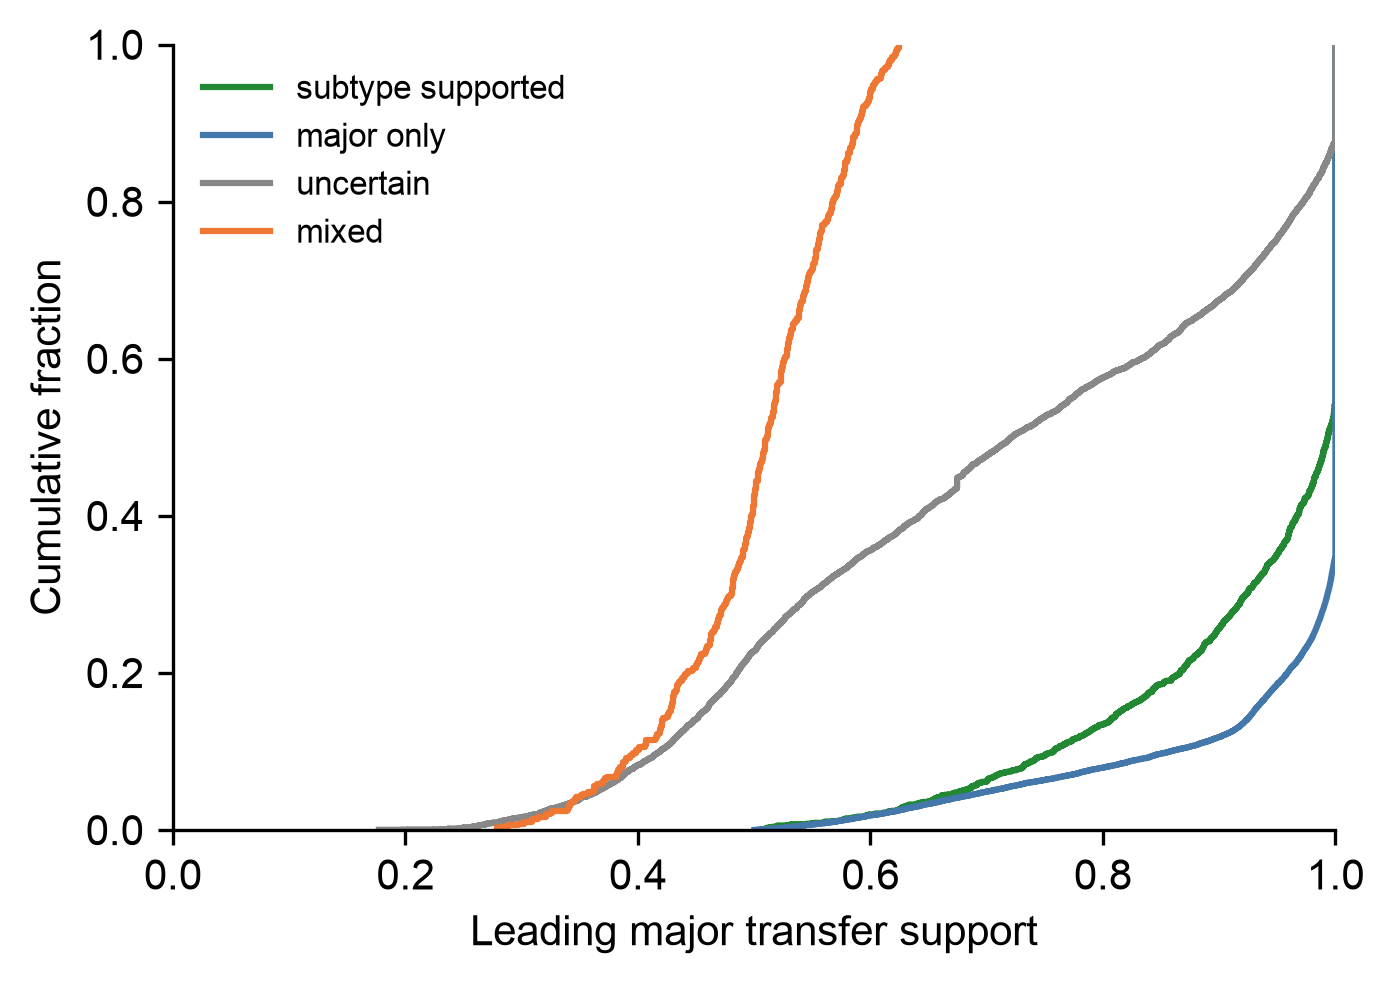 1.0
0.8
0.6
0.4
0.2
0.0
Cumulative fraction
subtype supported
major only
uncertain
mixed
0.0 0.2 0.4 0.6 0.8 1.0
Leading major transfer support